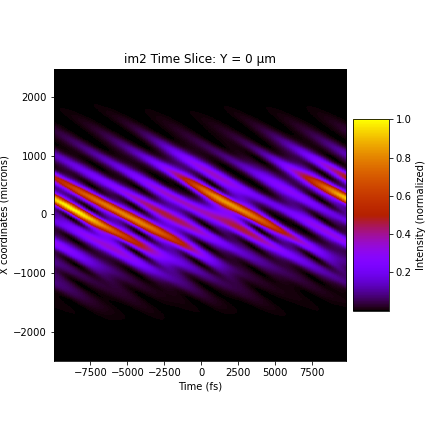 im2 Time Slice: Y = 0 µm
2000
1000
0
−1000
−2000
X coordinates (microns)
−7500 −5000 −2500 0 2500 5000 7500
Time (fs)
1.0
0.8
0.6
0.4
0.2
Intensity (normalized)